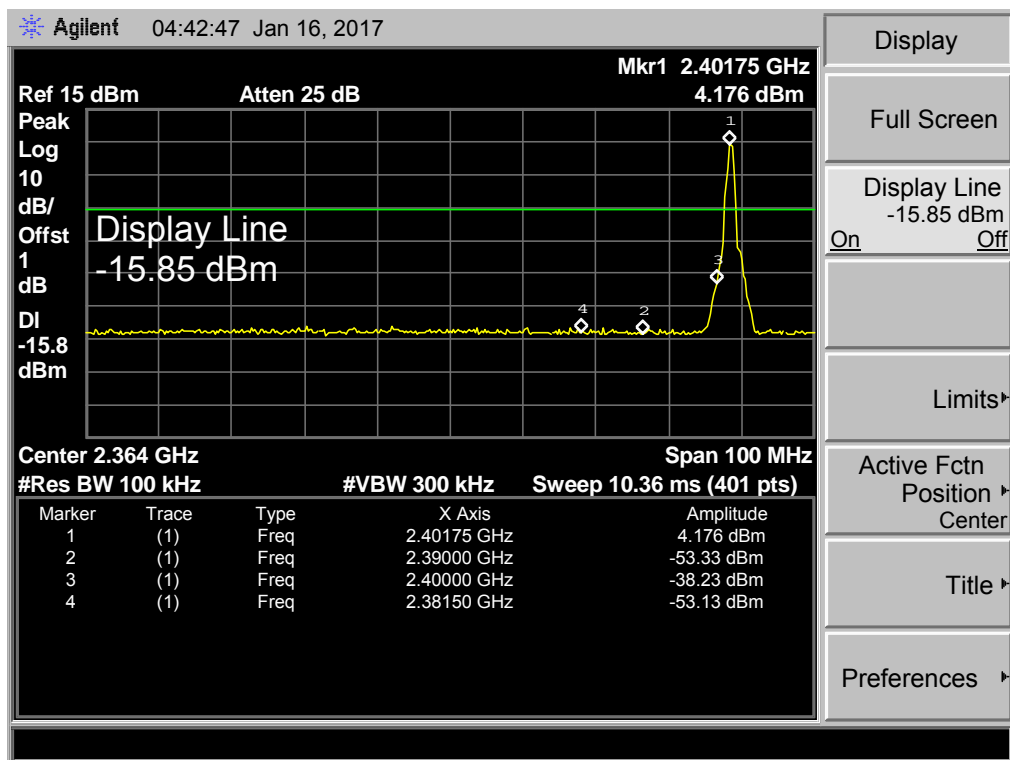 Agilent 04:42:47 Jan 16, 2017
Mkr1 2.40175 GHz
Ref 15 dBm Atten 25 dB 4.176 dBm
Peak
Log
10
dB/
Offst
1
dB
DI
-15.8
dBm
1
Display Line
-15.85 dBm
3
4
2
Center 2.364 GHz Span 100 MHz
#Res BW 100 kHz #VBW 300 kHz Sweep 10.36 ms (401 pts)
Marker Trace Type X Axis Amplitude
1 (1) Freq 2.40175 GHz 4.176 dBm
2 (1) Freq 2.39000 GHz -53.33 dBm
3 (1) Freq 2.40000 GHz -38.23 dBm
4 (1) Freq 2.38150 GHz -53.13 dBm
Display
Full Screen
Display Line
-15.85 dBm
On Off
Limits
Active Fctn
Position
Center
Title
Preferences